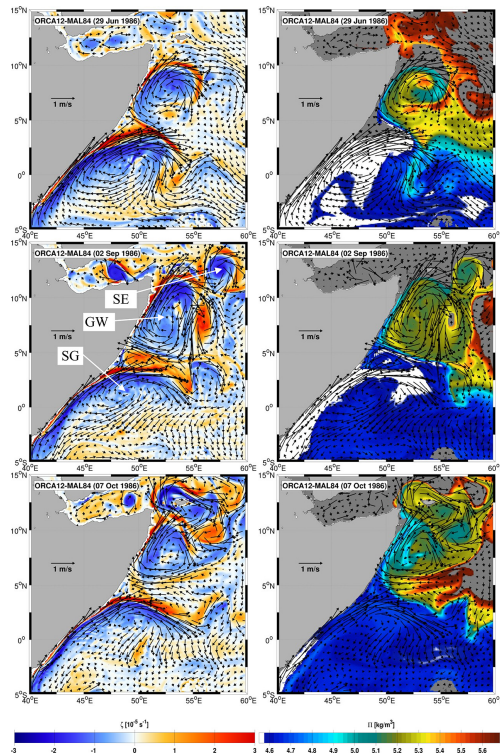 ORCA12-MAL84 (29 Jun 1986)
ORCA12-MAL84 (29 Jun 1986)
15°N
10°N
5°N
0°
5°S
1 m/s
40°E
45°E
50°E
55°E
60°E
15°N
10°N
5°N
0°
5°S
1 m/s
40°E
45°E
50°E
55°E
60°
ORCA12-MAL84 (02 Sep 1986)
ORCA12-MAL84 (02 Sep 1986)
15°N
10°N
5°N
0°
5°S
SE
GW
SG
1 m/s
40°E
45°E
50°E
55°E
60°E
15°N
10°N
5°N
0°
5°S
1 m/s
40°E
45°E
50°E
55°E
60°
ORCA12-MAL84 (07 Oct 1986)
ORCA12-MAL84 (07 Oct 1986)
15°N
10°N
5°N
0°
5°S
1 m/s
40°E
45°E
50°E
55°E
60°E
15°N
10°N
5°N
0°
5°S
1 m/s
40°E
45°E
50°E
55°E
60°
ζ [10⁻⁵ s⁻¹]
-3 -2 -1 0 1 2 3
Π [kg/m³]
4.6 4.7 4.8 4.9 5.0 5.1 5.2 5.3 5.4 5.5 5.6